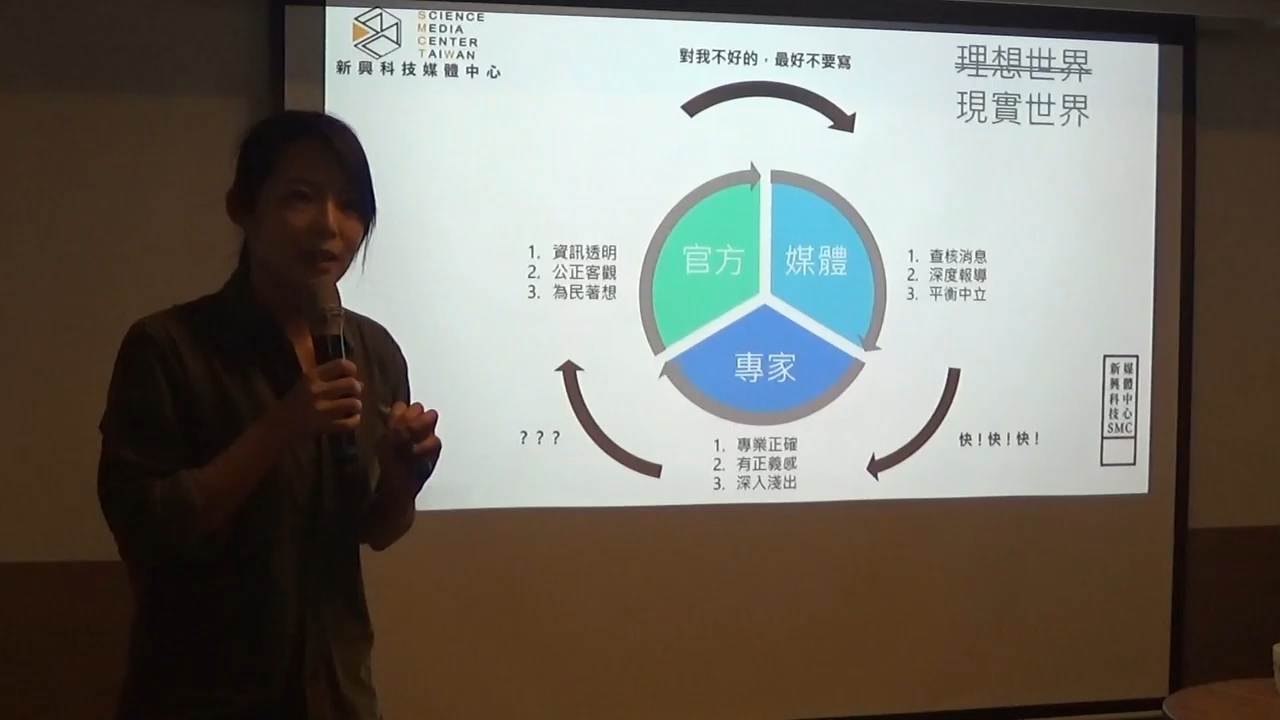 SCIENCE
MEDIA
CENTER
TAIWAN
新興科技媒體中心
對我不好的，最好不要寫
理想世界
現實世界
官方
媒體
專家
1. 資訊透明
2. 公正客觀
3. 為民著想
1. 查核消息
2. 深度報導
3. 平衡中立
？？？
1. 專業正確
2. 有正義感
3. 深入淺出
快！快！快！
新興科技
媒體中心
SMC